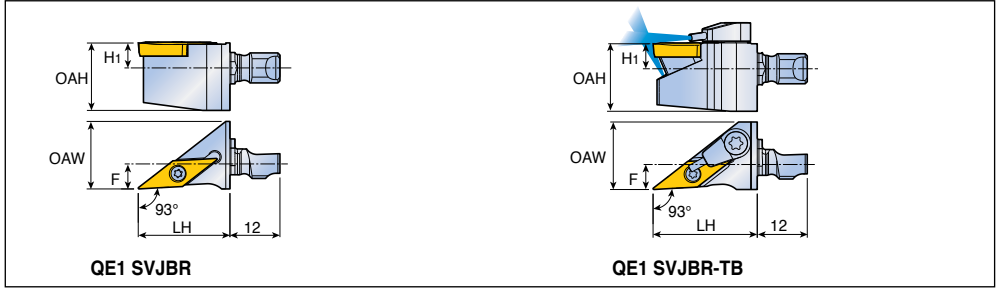 OAH
H1
OAW
F
93°
LH
12
QE1 SVJBR
OAH
H1
OAW
F
93°
LH
12
QE1 SVJBR-TB